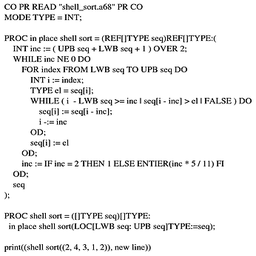 CO PR READ "shell_sort.a68" PR CO
MODE TYPE = INT;

PROC in place shell sort = (REF[]TYPE seq)REF[]TYPE:(
    INT inc := ( UPB seq + LWB seq + 1 ) OVER 2;
    WHILE inc NE 0 DO
        FOR index FROM LWB seq TO UPB seq DO
            INT i := index;
            TYPE el = seq[i];
            WHILE ( i  - LWB seq >= inc | seq[i - inc] > el | FALSE ) DO
                seq[i] := seq[i - inc];
                i -:= inc
            OD;
            seq[i] := el
        OD;
        inc := IF inc = 2 THEN 1 ELSE ENTIER(inc * 5 / 11) FI
    OD;
    seq
);

PROC shell sort = ([]TYPE seq)[]TYPE:
  in place shell sort(LOC[LWB seq: UPB seq]TYPE:=seq);

print((shell sort((2, 4, 3, 1, 2)), new line))